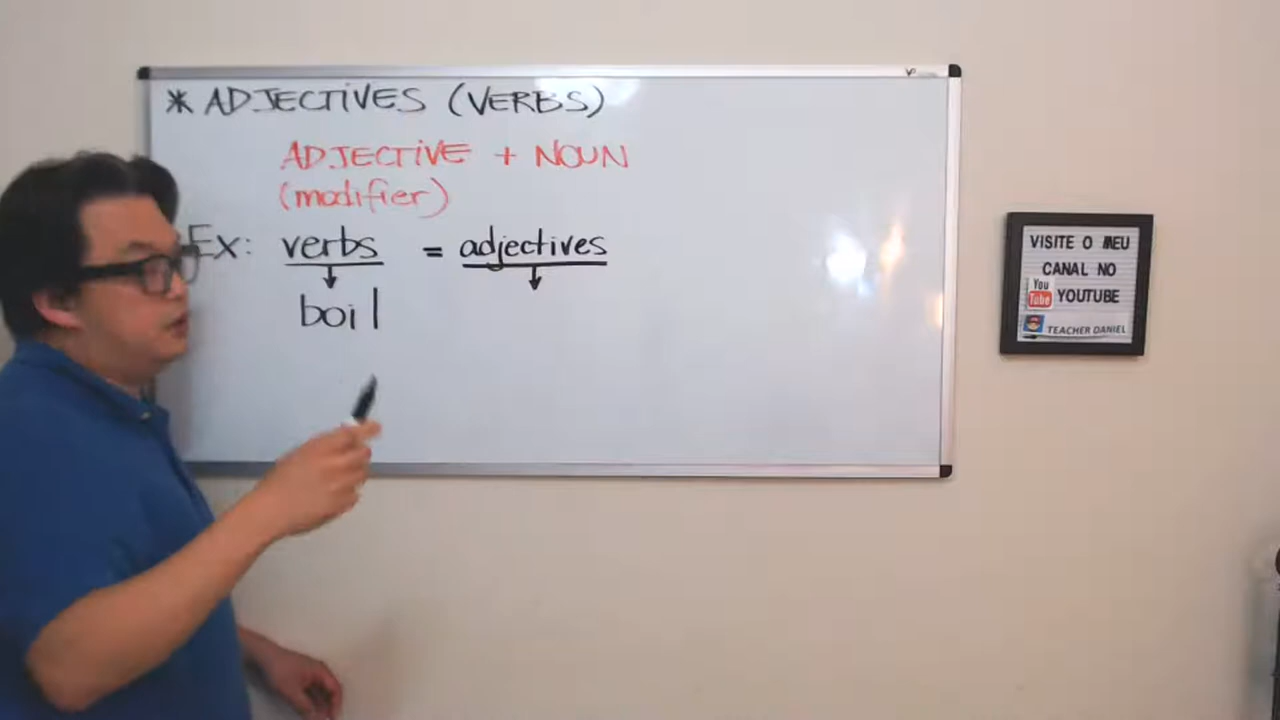 * ADJECTIVES (VERBS)
ADJECTIVE + NOUN
(modifier)
Ex: verbs = adjectives
boil
VISITE O MEU
CANAL NO
You
Tube YOUTUBE
TEACHER DANIEL